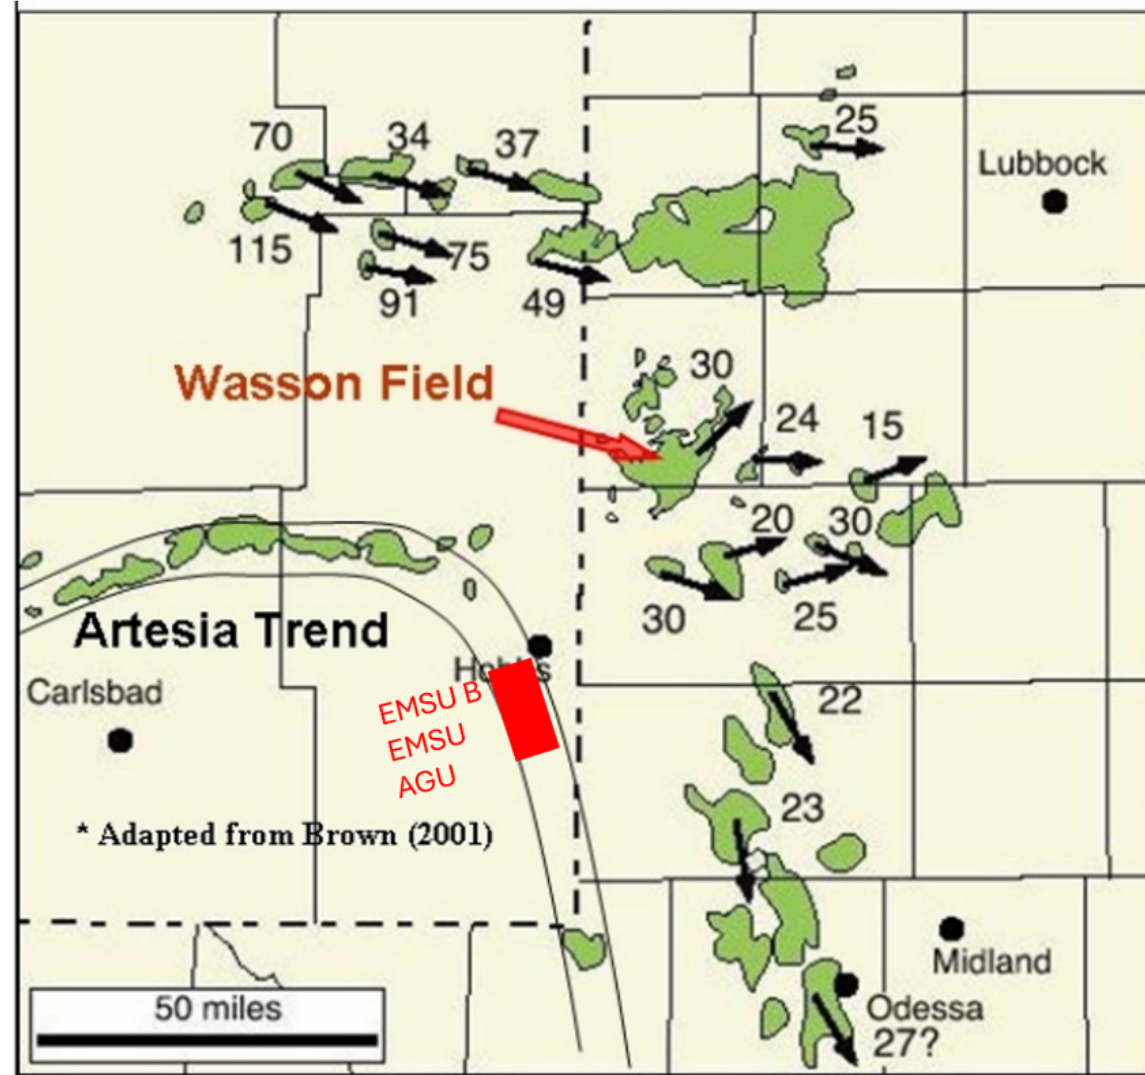 70
34
37
25
Lubbock
115
75
91
49
Wasson Field
30
24
15
20
30
30
25
Artesia Trend
Hobbs
Carlsbad
EMSU B
EMSU
AGU
22
23
* Adapted from Brown (2001)
Midland
50 miles
Odessa
27?